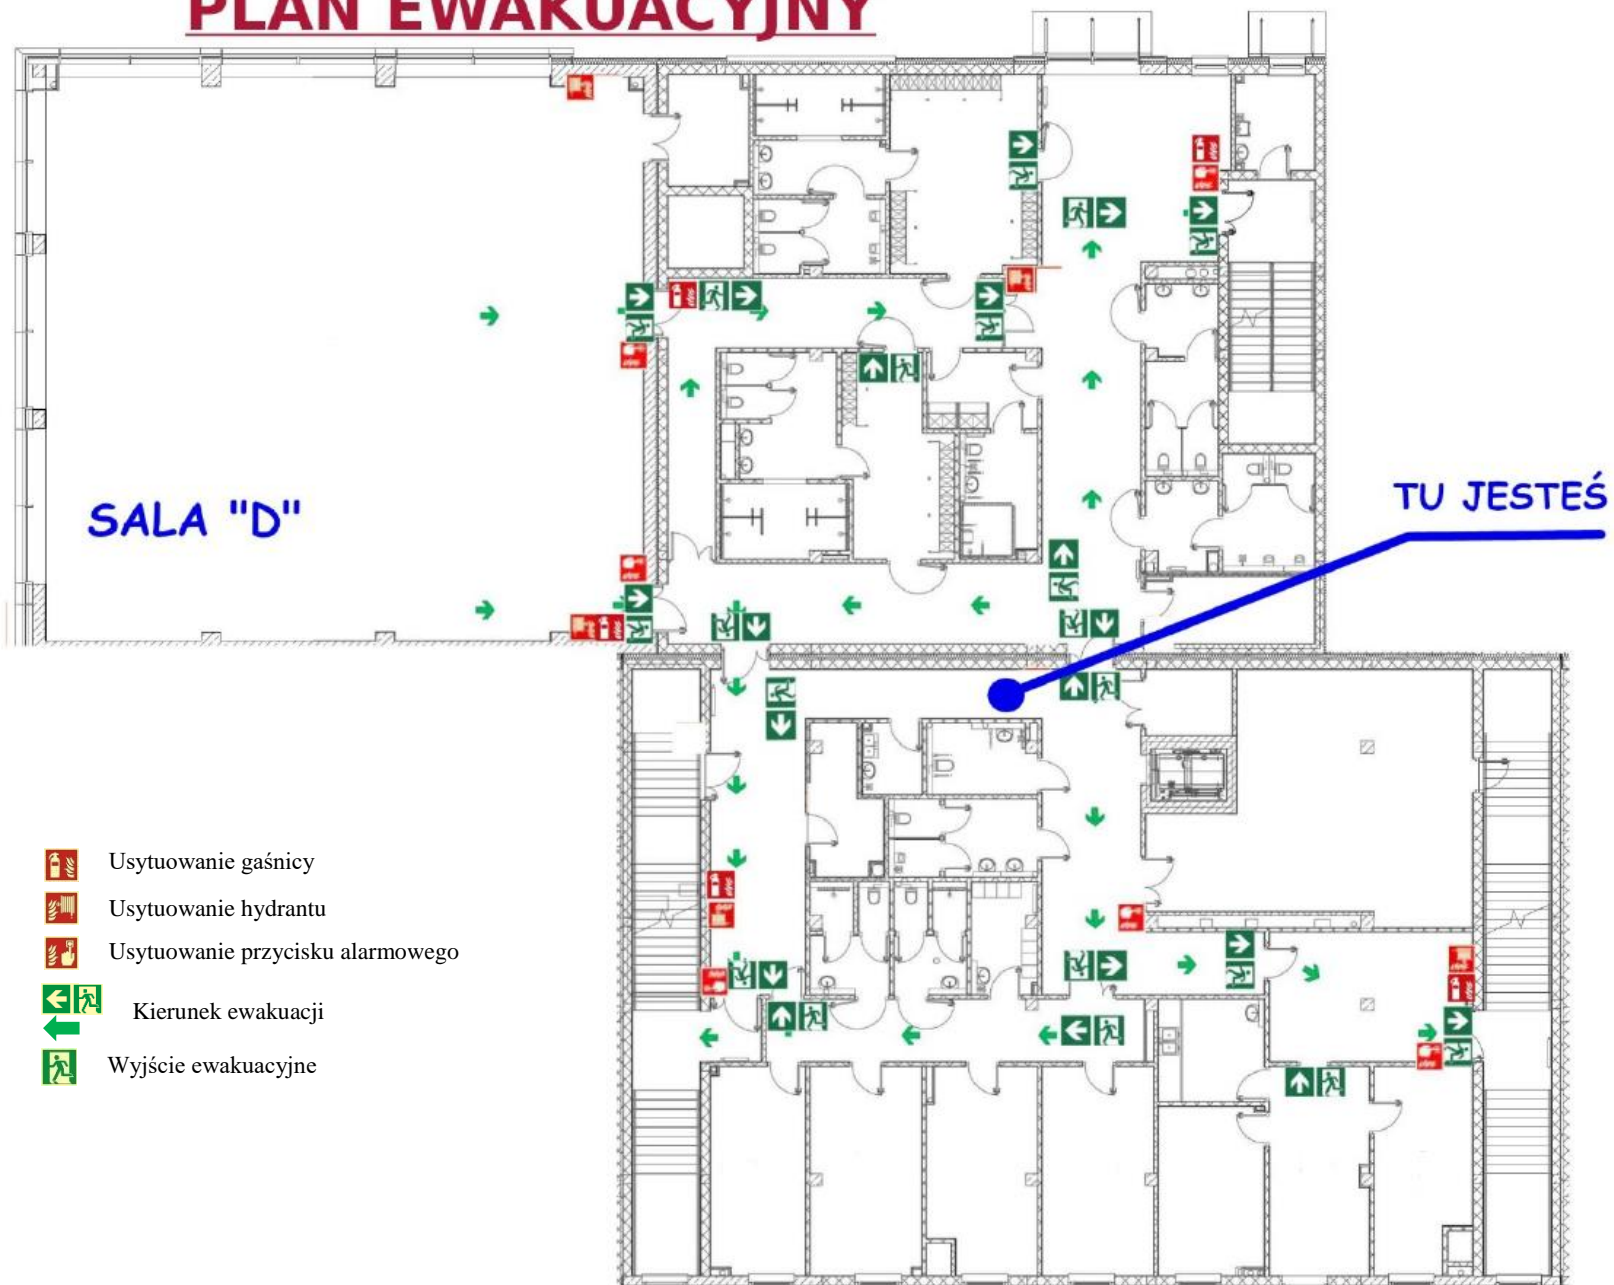 PLAN EWAKUACYJNY
TU JESTEŚ
SALA "D"
Usytuowanie gaśnicy
Usytuowanie hydrantu
Usytuowanie przycisku alarmowego
Kierunek ewakuacji
Wyjście ewakuacyjne